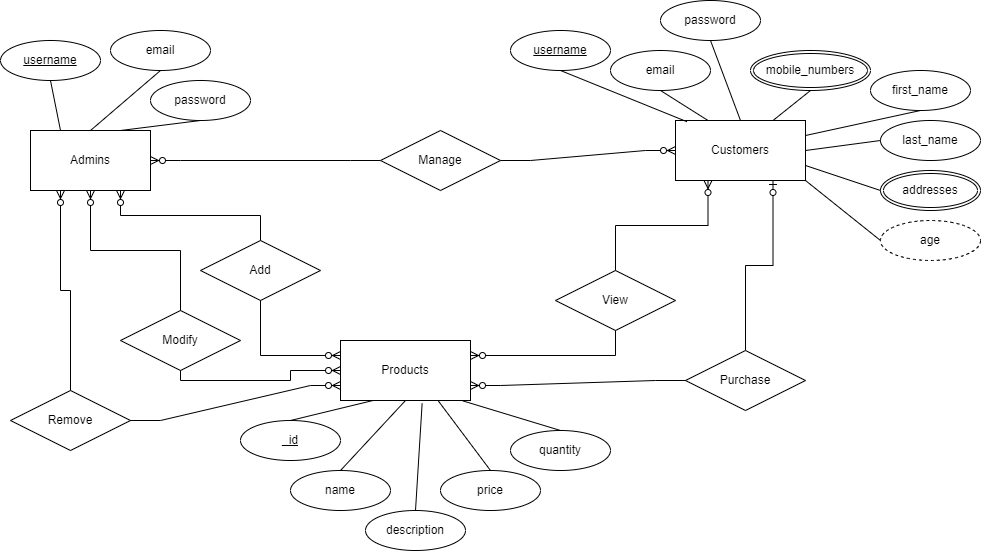 password
username
email
username
email
mobile_numbers
password
first_name
Admins
Manage
Customers
last_name
addresses
age
Add
View
Modify
Products
Purchase
Remove
_id
quantity
name
price
description